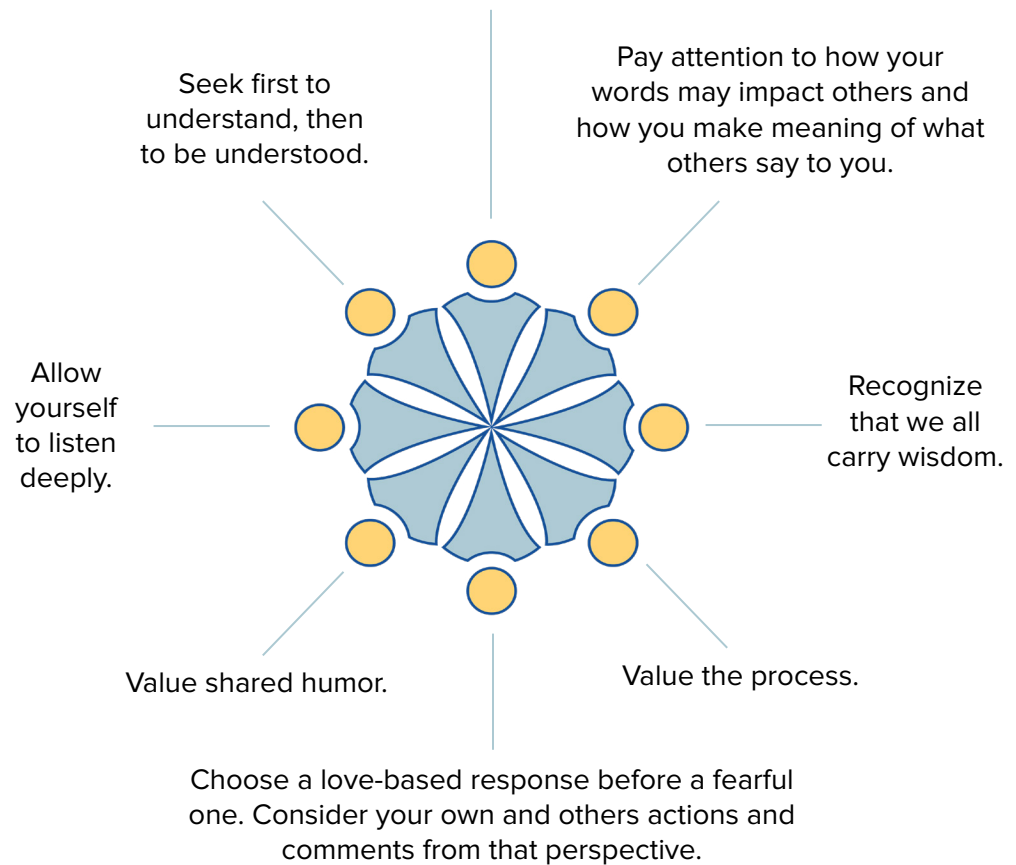 Seek first to
understand, then
to be understood.
Pay attention to how your
words may impact others and
how you make meaning of what
others say to you.
Allow
yourself
to listen
deeply.
Recognize
that we all
carry wisdom.
Value shared humor.
Value the process.
Choose a love-based response before a fearful
one. Consider your own and others actions and
comments from that perspective.